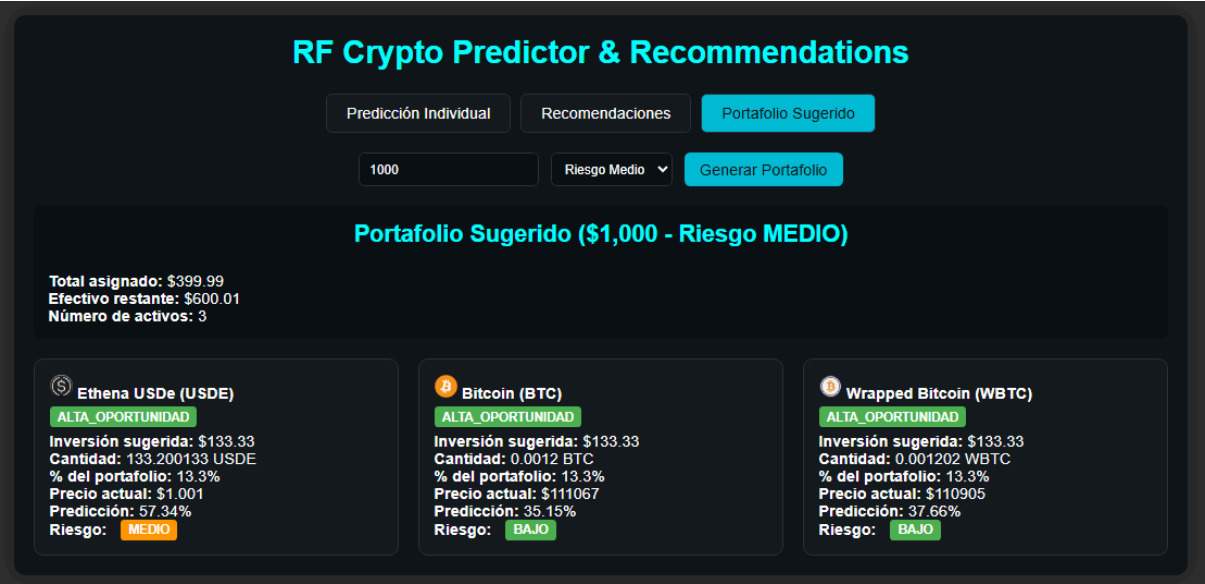 RF Crypto Predictor & Recommendations
Predicción Individual
Recomendaciones
Portafolio Sugerido
1000
Riesgo Medio
Generar Portafolio
Portafolio Sugerido ($1,000 - Riesgo MEDIO)
Total asignado: $399.99
Efectivo restante: $600.01
Número de activos: 3
Ethena USDe (USDE)
ALTA_OPORTUNIDAD
Inversión sugerida: $133.33
Cantidad: 133.200133 USDE
% del portafolio: 13.3%
Precio actual: $1.001
Predicción: 57.34%
Riesgo: MEDIO
Bitcoin (BTC)
ALTA_OPORTUNIDAD
Inversión sugerida: $133.33
Cantidad: 0.0012 BTC
% del portafolio: 13.3%
Precio actual: $111067
Predicción: 35.15%
Riesgo: BAJO
Wrapped Bitcoin (WBTC)
ALTA_OPORTUNIDAD
Inversión sugerida: $133.33
Cantidad: 0.001202 WBTC
% del portafolio: 13.3%
Precio actual: $110905
Predicción: 37.66%
Riesgo: BAJO